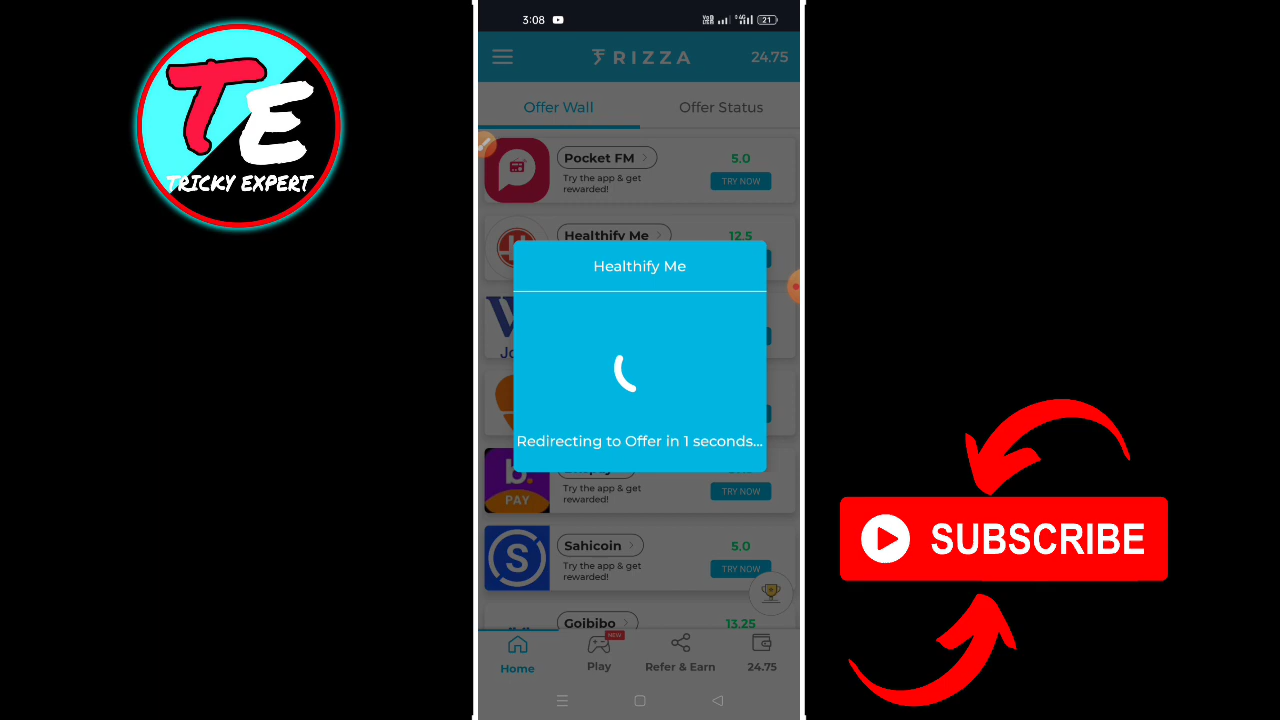 TE
TRICKY EXPERT
3:08
21
RIZZA
24.75
Offer Wall
Offer Status
Pocket FM
5.0
Try the app & get
rewarded!
TRY NOW
Healthify Me
12.5
Healthify Me
Redirecting to Offer in 1 seconds...
Jo
b.
PAY
Try the app & get
rewarded!
TRY NOW
S
Sahicoin
5.0
Try the app & get
rewarded!
TRY NOW
Goibibo
13.25
NEW
Home
Play
Refer & Earn
24.75
SUBSCRIBE